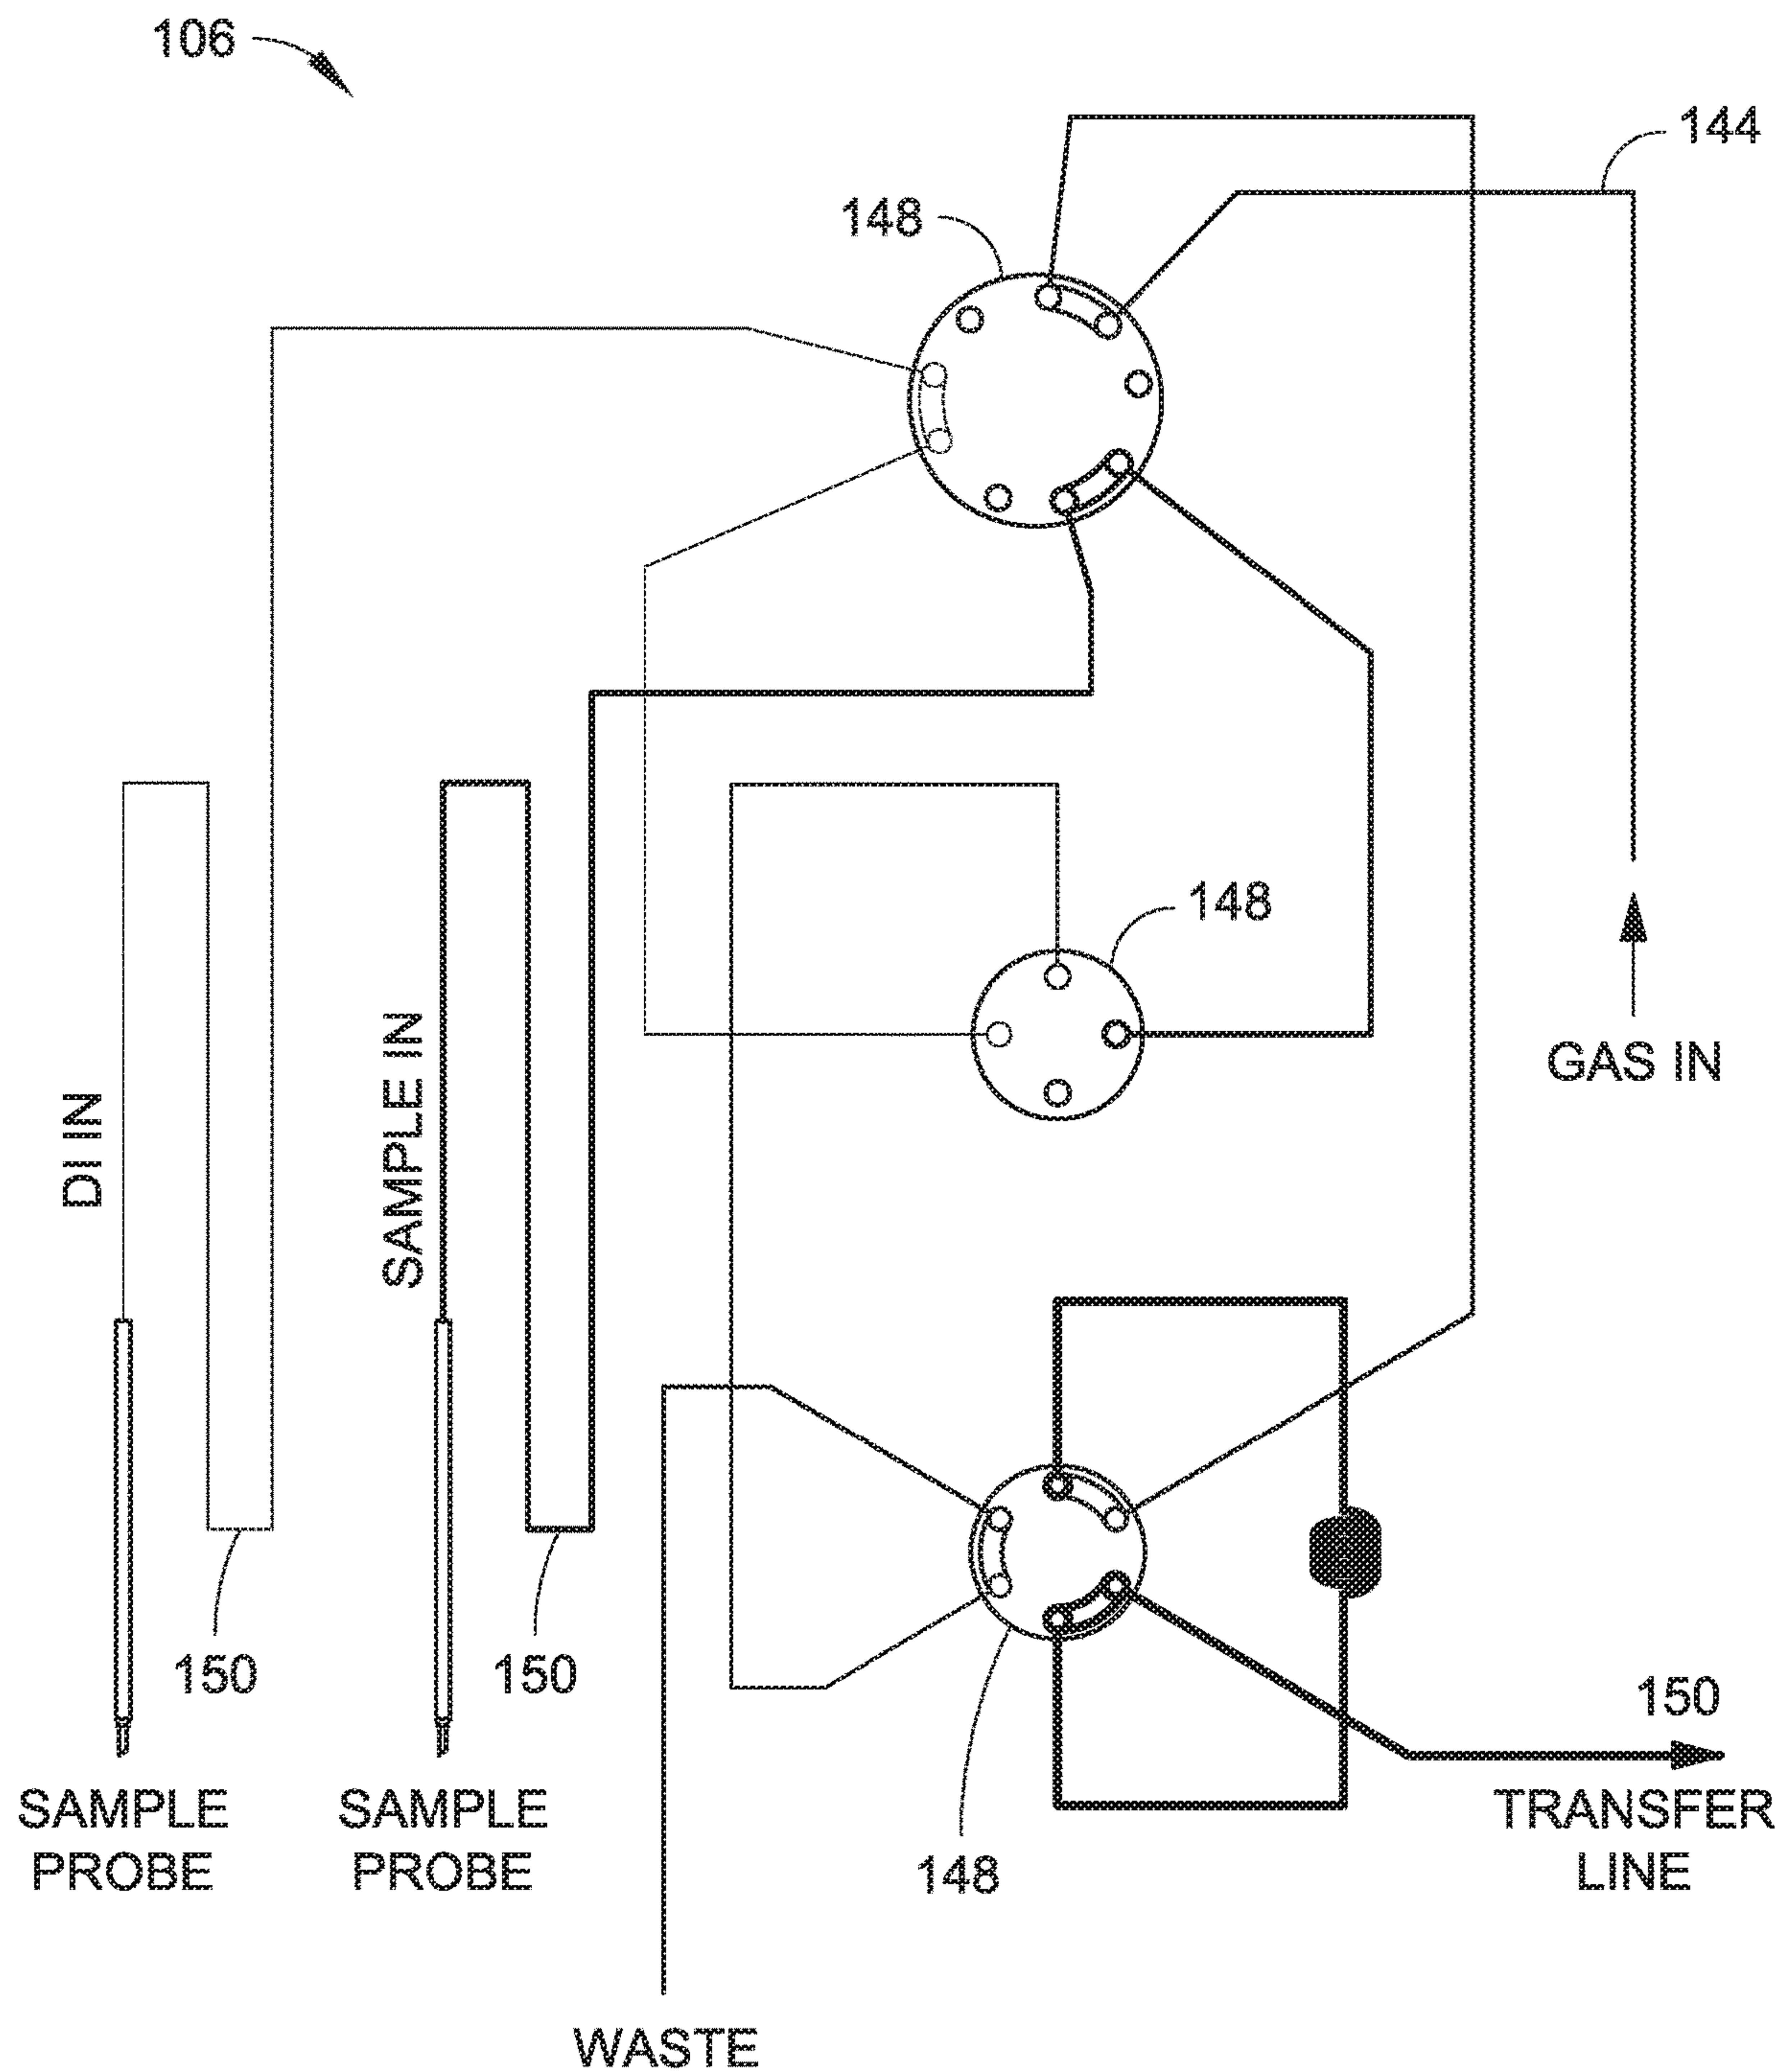 106
144
148
148
GAS IN
DI IN
SAMPLE IN
150
150
150
SAMPLE
PROBE
SAMPLE
PROBE
148
TRANSFER
LINE
WASTE